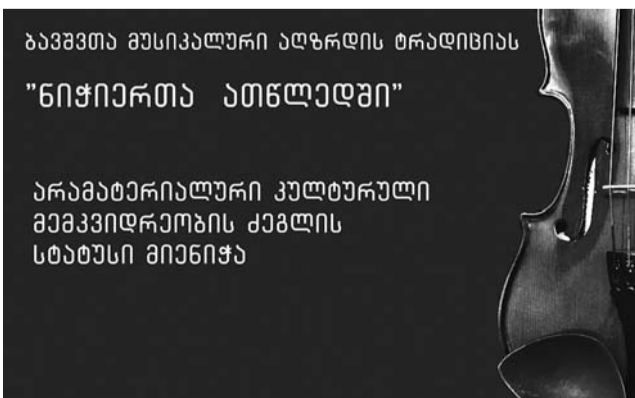 ბავშვთა მუსიკალური აღზრდის ტრადიციას
"ნიჭიერთა ათწლედში"
არამატერიალური კულტურული
მემკვიდრეობის ძეგლის
სტატუსი მიენიჭა